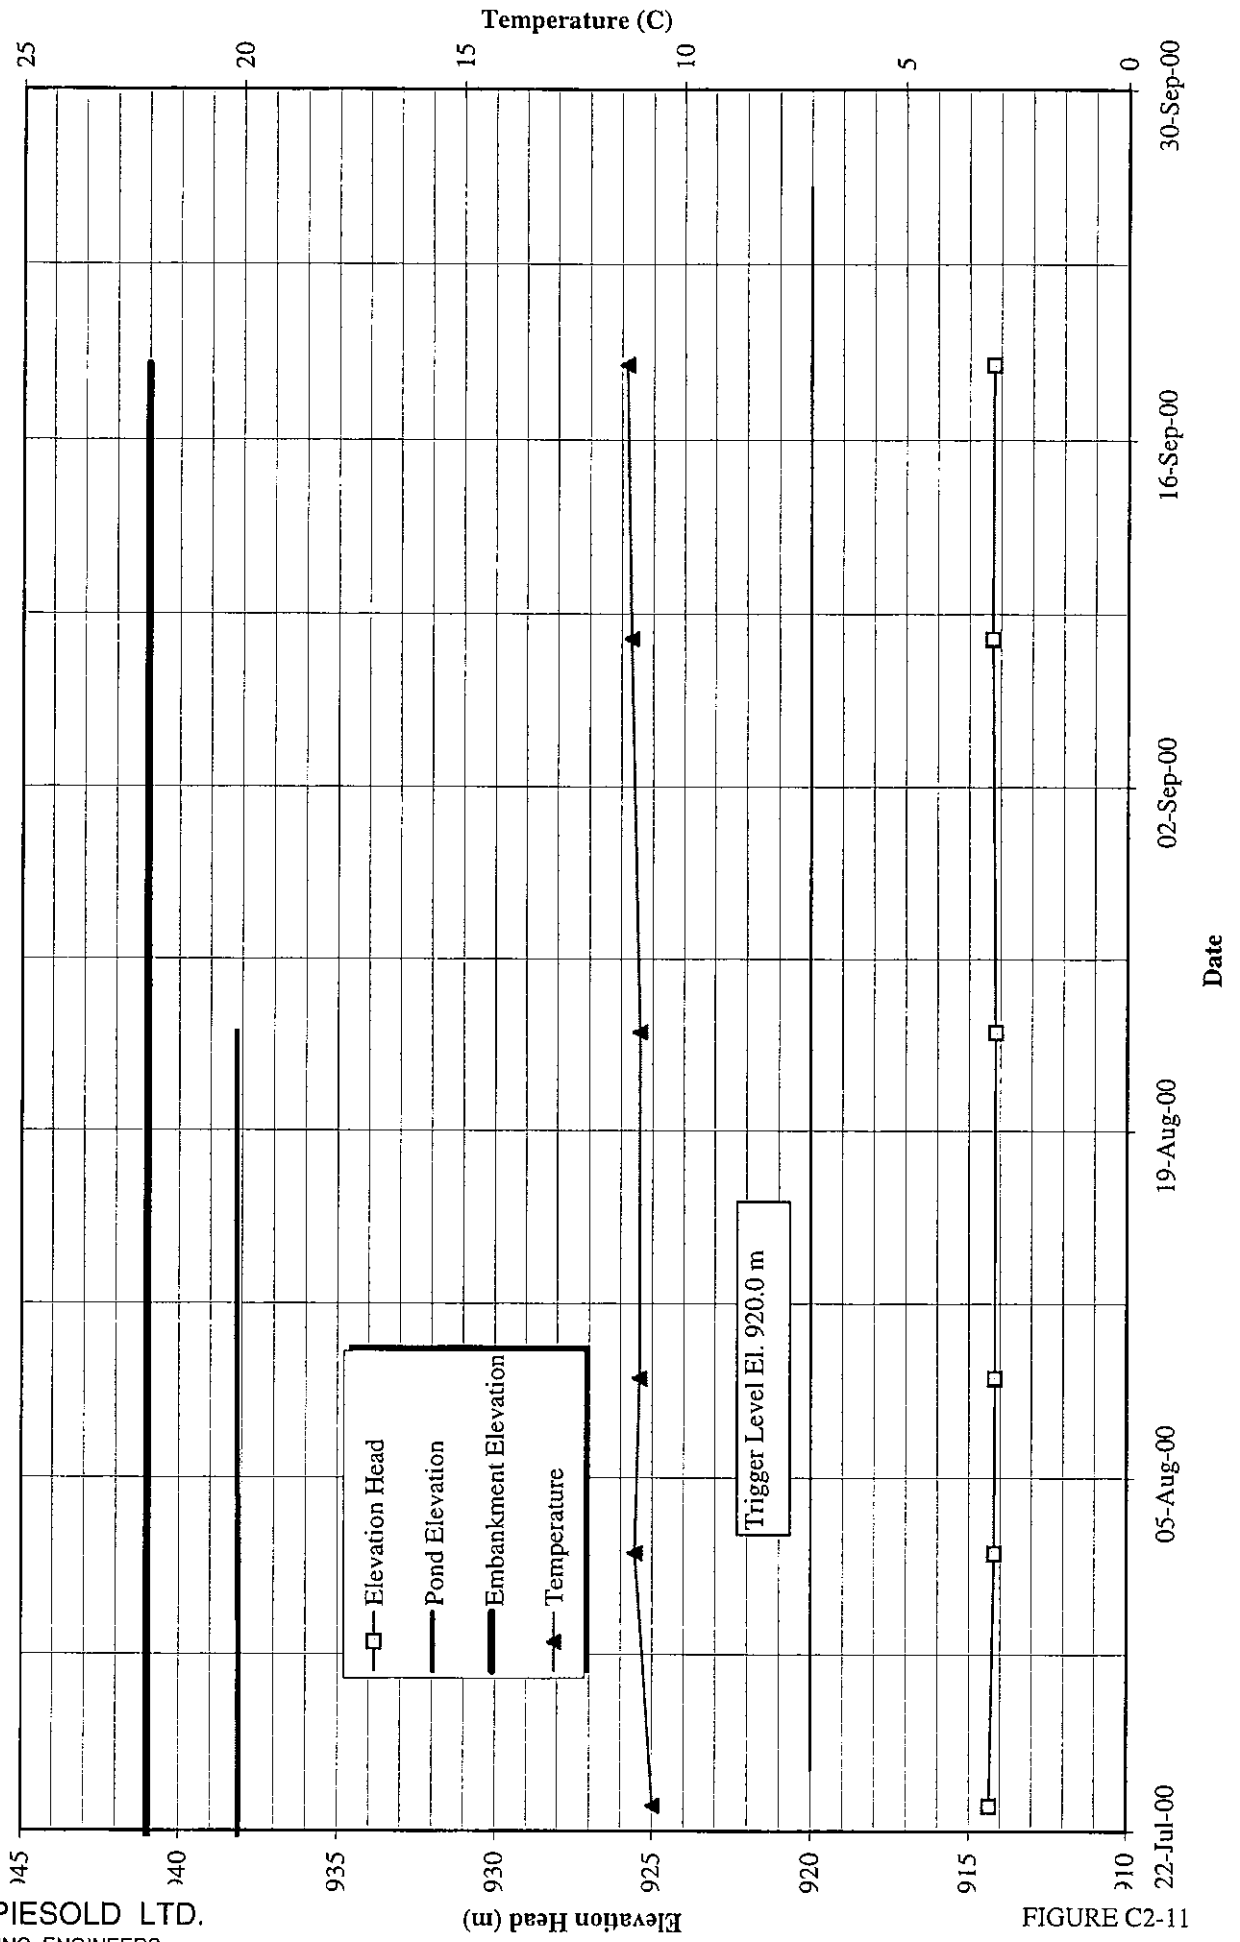 Temperature (C)
25
20
15
10
5
0
Elevation Head
Pond Elevation
Embankment Elevation
Temperature
Trigger Level El. 920.0 m
935
930
925
920
915
Elevation Head (m)
22-Jul-00
05-Aug-00
19-Aug-00
02-Sep-00
16-Sep-00
30-Sep-00
Date
PIESOLD LTD.
FIGURE C2-11